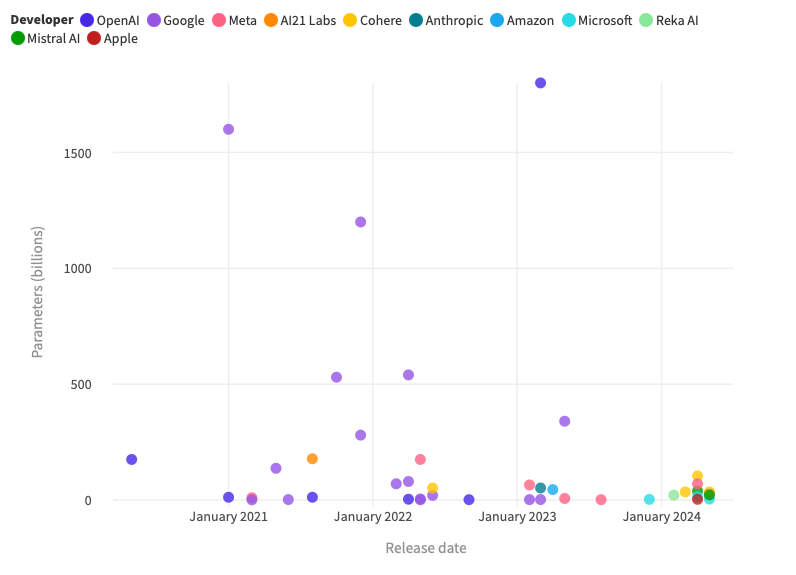 Developer OpenAI Google Meta AI21 Labs Cohere Anthropic Amazon Microsoft Reka AI
Mistral AI Apple
1500
1000
500
0
Parameters (billions)
January 2021 January 2022 January 2023 January 2024
Release date